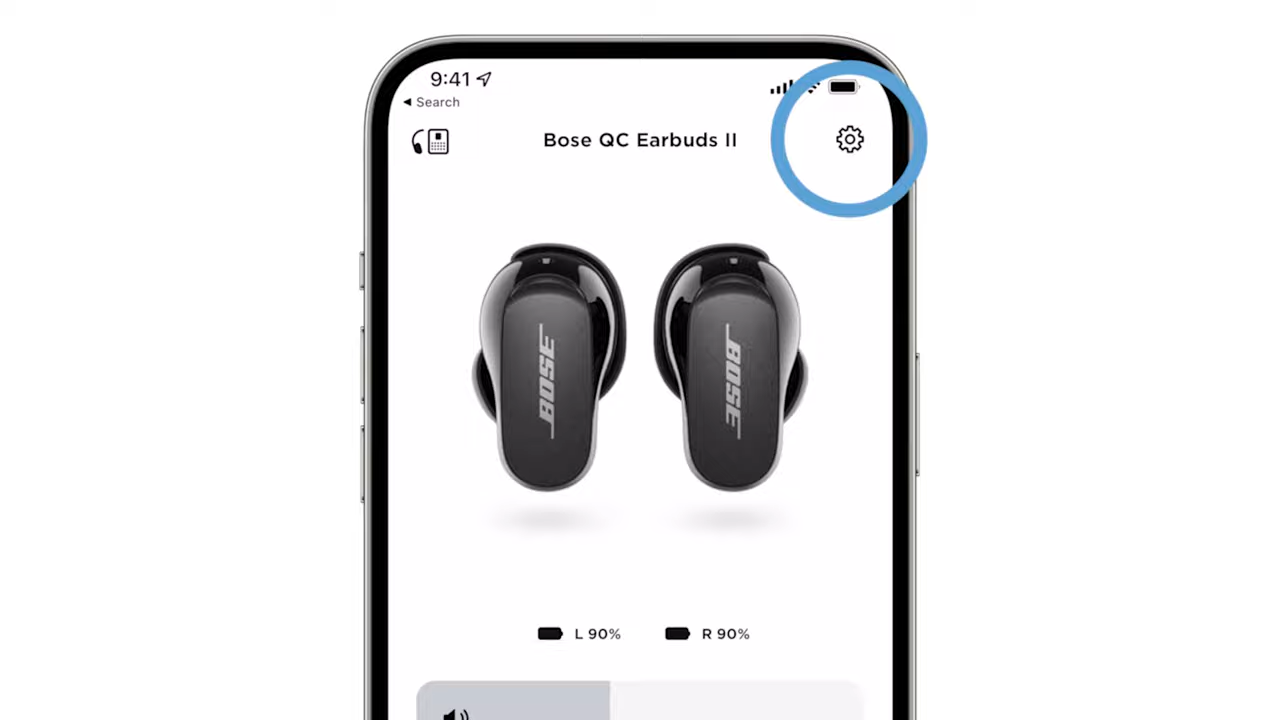 9:41
◀ Search
Bose QC Earbuds II
BOSE
BOSE
L 90% R 90%